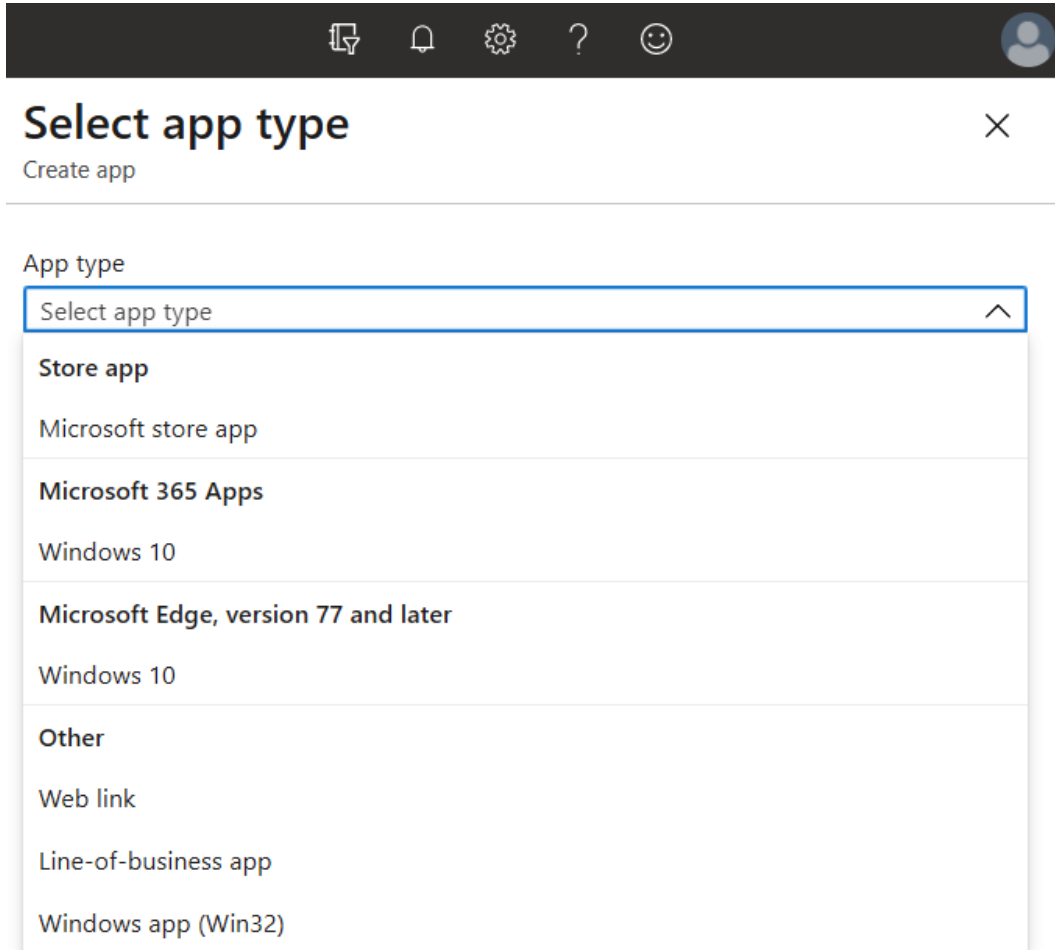 Select app type
Create app
App type
Select app type
Store app
Microsoft store app
Microsoft 365 Apps
Windows 10
Microsoft Edge, version 77 and later
Windows 10
Other
Web link
Line-of-business app
Windows app (Win32)